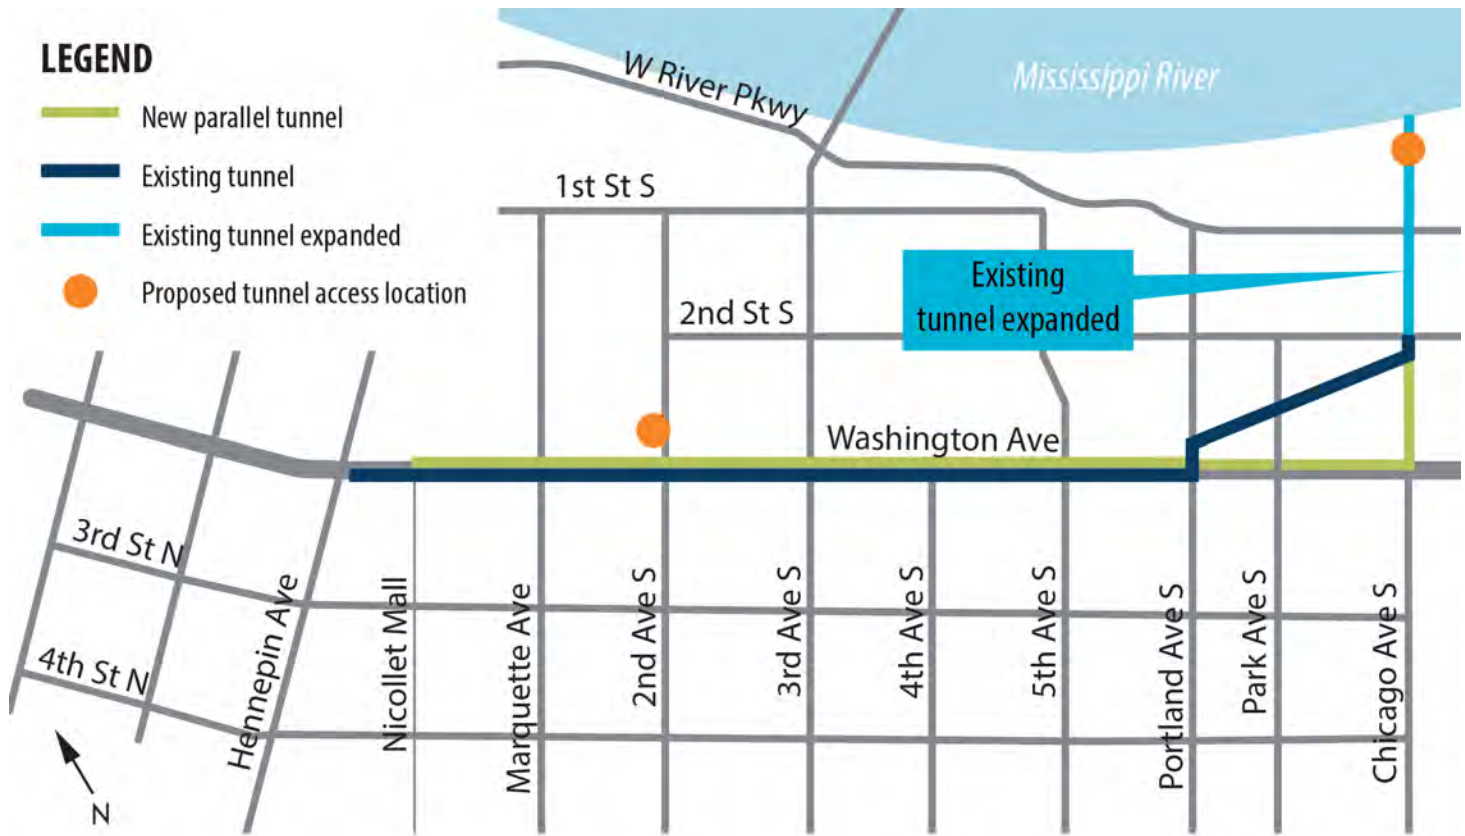 LEGEND
New parallel tunnel
Existing tunnel
Existing tunnel expanded
Proposed tunnel access location
W River Pkwy
Mississippi River
1st St S
Existing
tunnel expanded
2nd St S
Washington Ave
3rd St N
4th St N
Hennepin Ave
Nicollet Mall
Marquette Ave
2nd Ave S
3rd Ave S
4th Ave S
5th Ave S
Portland Ave S
Park Ave S
Chicago Ave S
N